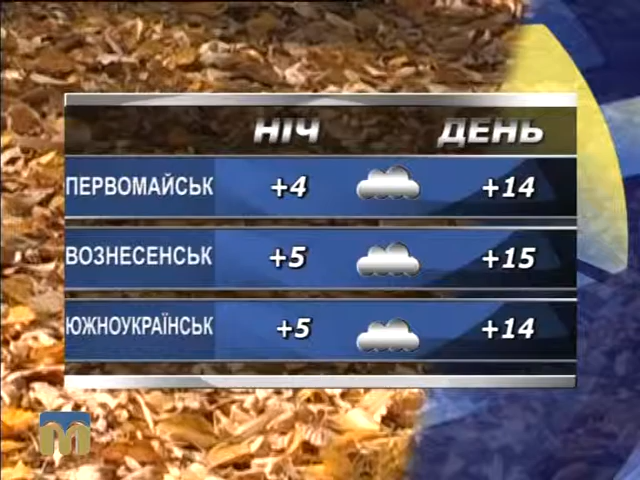 НІЧ ДЕНЬ
ПЕРВОМАЙСЬК +4 +14
ВОЗНЕСЕНСЬК +5 +15
ЮЖНОУКРАЇНСЬК +5 +14